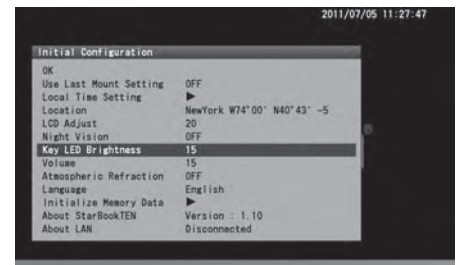 2011/07/05 11:27:47
Initial Configuration
OK
Use Last Mount Setting OFF
Local Time Setting ▶
Location NewYork W74°00' N40°43' -5
LCD Adjust 20
Night Vision OFF
Key LED Brightness 15
Volume 15
Atmospheric Refraction OFF
Language English
Initialize Memory Data ▶
About StarBookTEN Version : 1.10
About LAN Disconnected